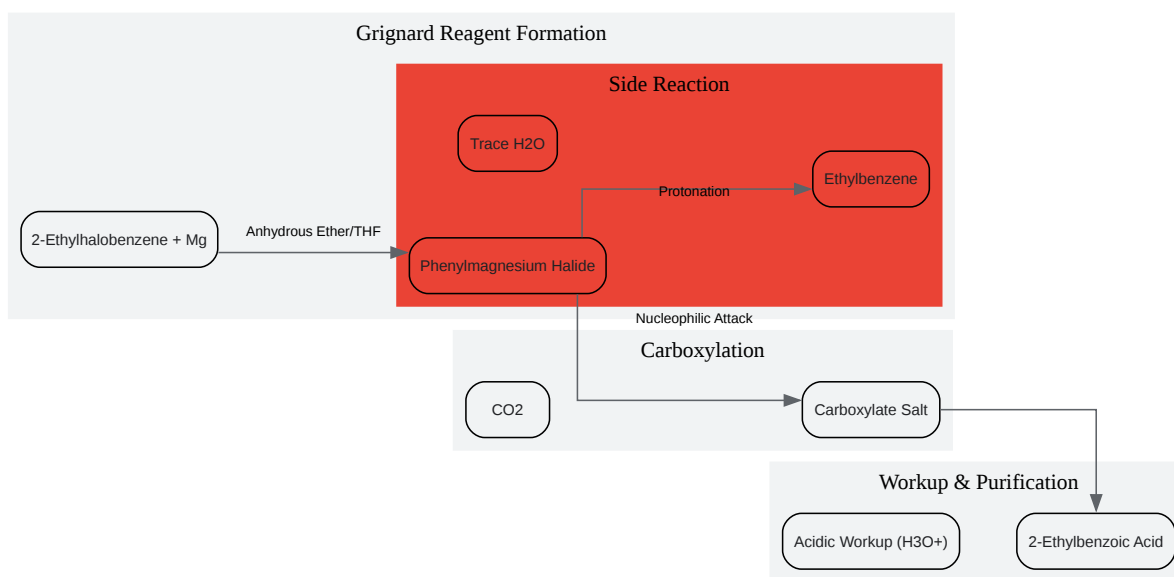 Grignard Reagent Formation
Side Reaction
Trace H2O
Ethylbenzene
Protonation
2-Ethylhalobenzene + Mg
Anhydrous Ether/THF
Phenylmagnesium Halide
Nucleophilic Attack
Carboxylation
CO2
Carboxylate Salt
Workup & Purification
Acidic Workup (H3O+)
2-Ethylbenzoic Acid